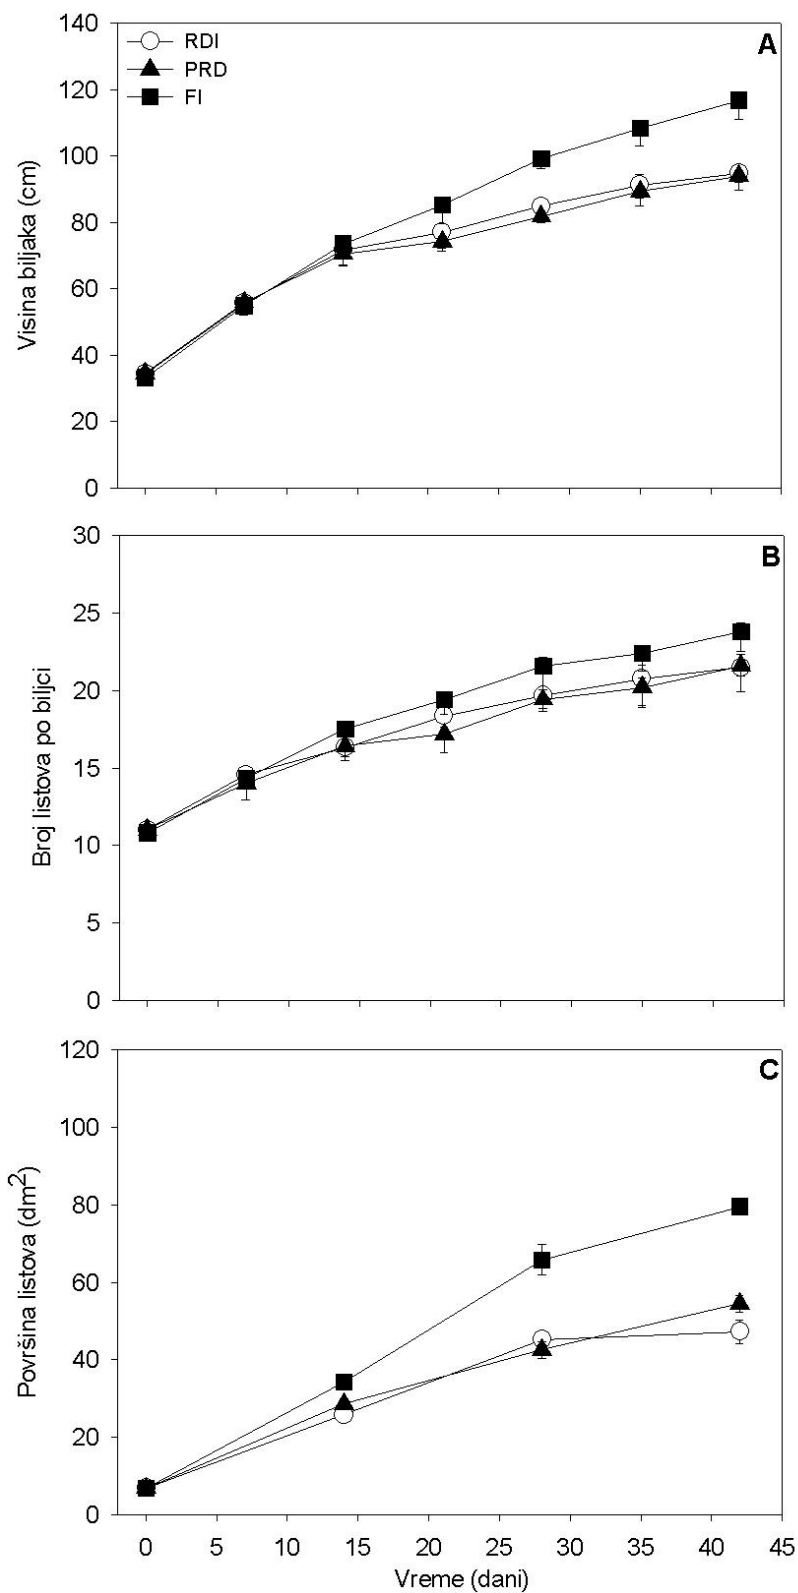 140
A
RDI
PRD
FI
120
100
80
60
40
20
0
Visina biljaka (cm)
30
B
25
20
15
10
5
0
Broj listova po biljci
120
C
100
80
60
40
20
0
Površina listova (dm²)
0 5 10 15 20 25 30 35 40 45
Vreme (dani)